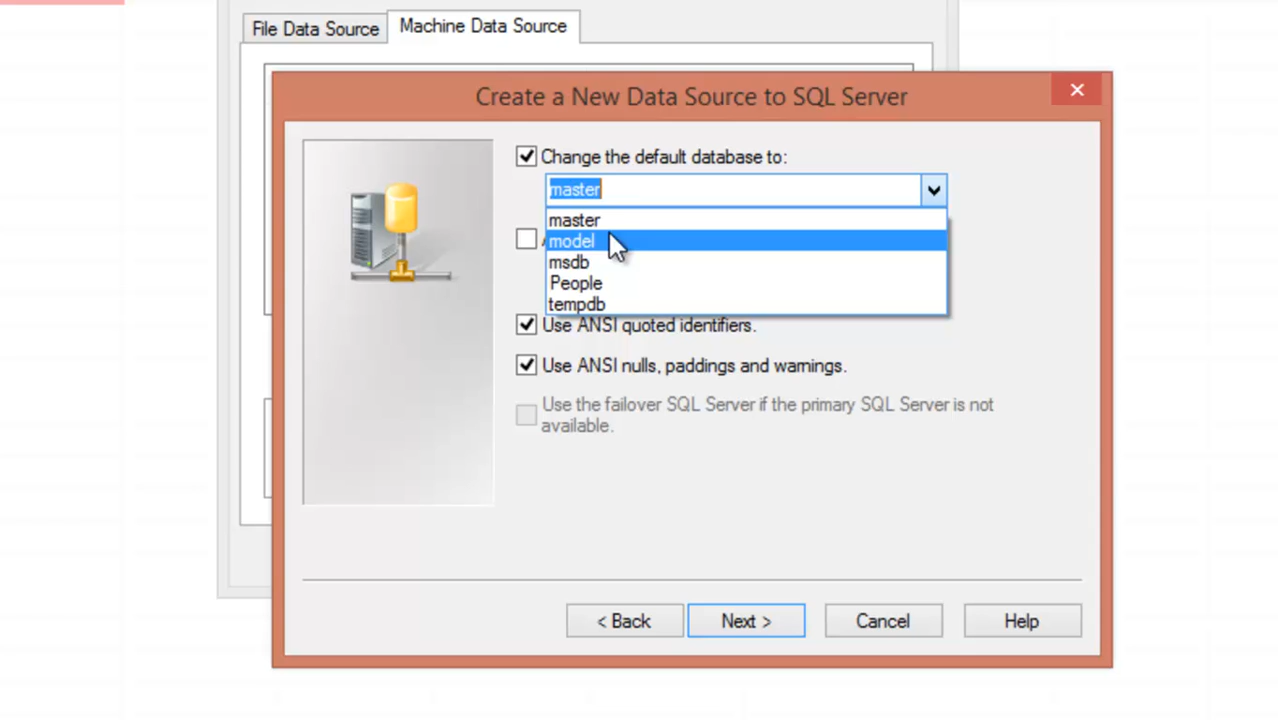 File Data Source
Machine Data Source
Create a New Data Source to SQL Server
Change the default database to:
master
master
model
msdb
People
tempdb
Use ANSI quoted identifiers.
Use ANSI nulls, paddings and warnings.
Use the failover SQL Server if the primary SQL Server is not
available.
< Back
Next >
Cancel
Help